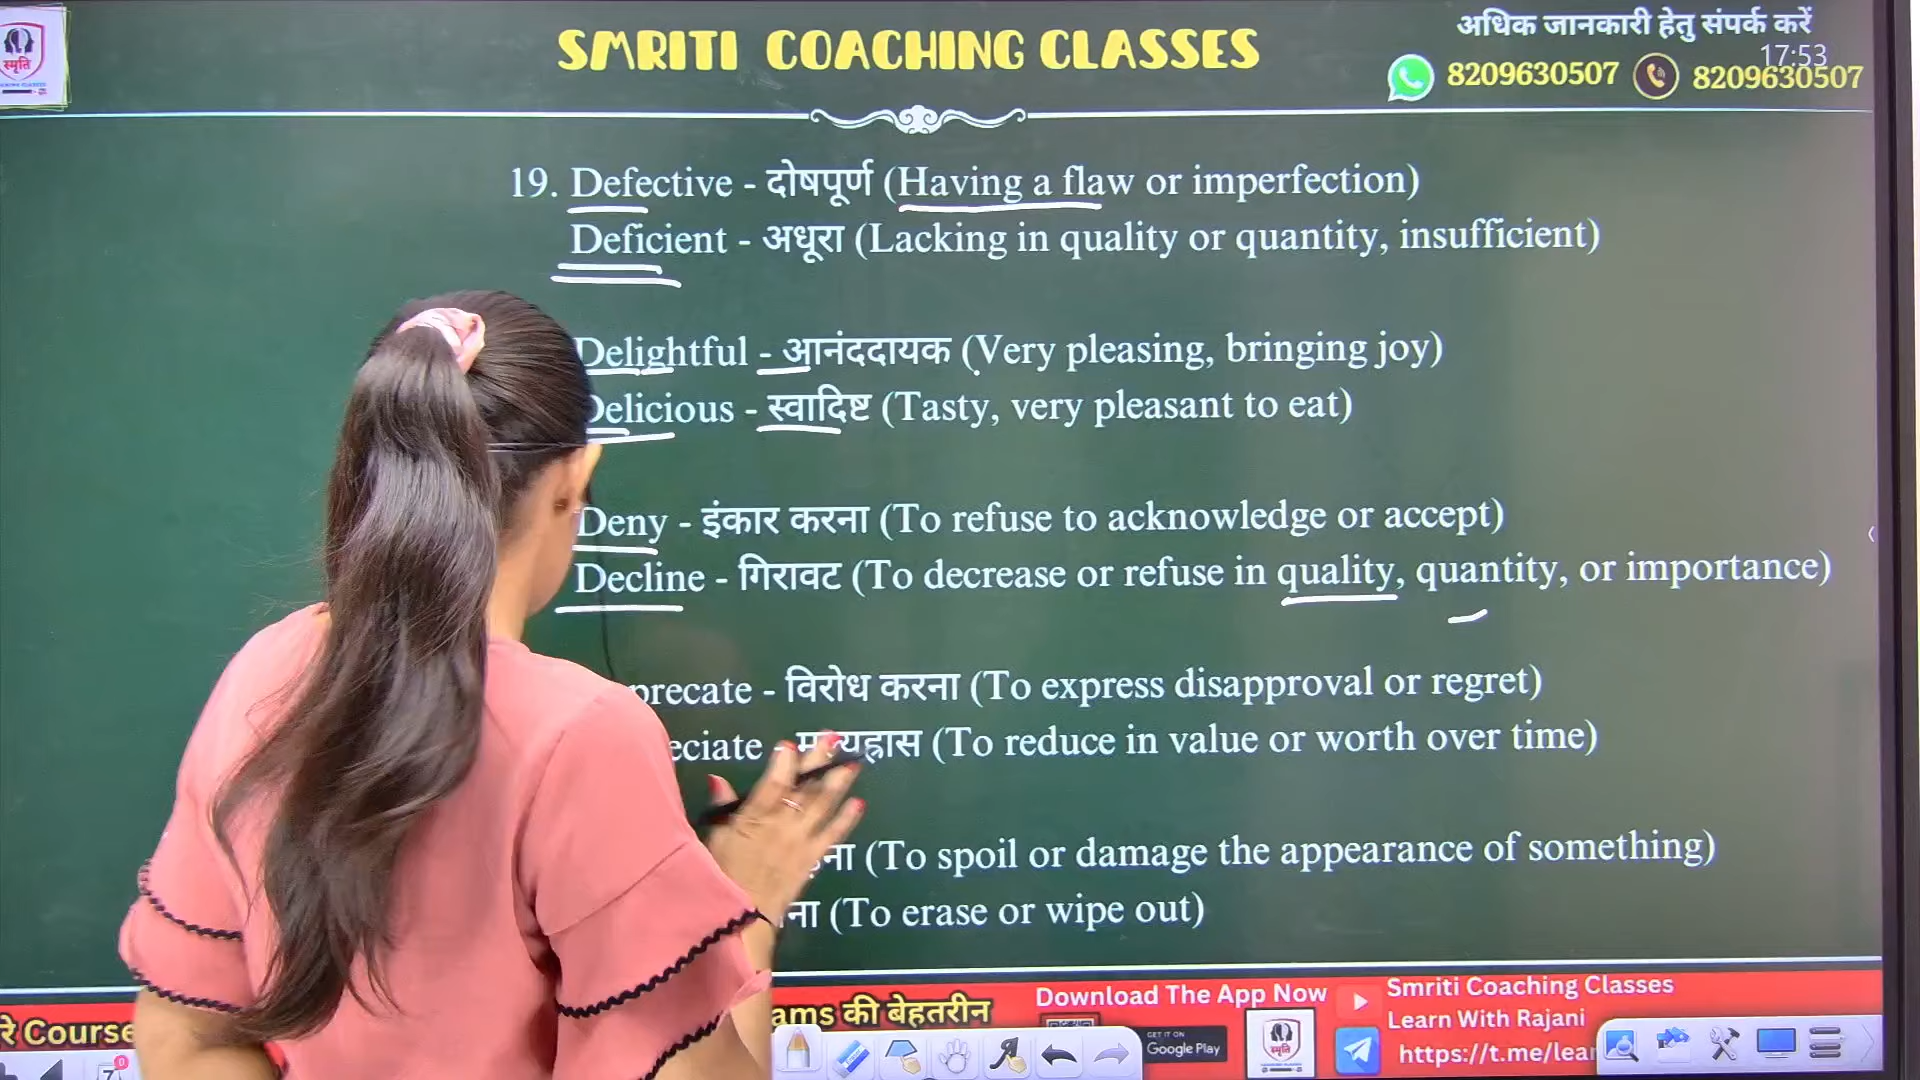 SMRITI COACHING CLASSES
अधिक जानकारी हेतु संपर्क करें
17:53
8209630507 8209630507
स्मृति
19. Defective - दोषपूर्ण (Having a flaw or imperfection)
Deficient - अधूरा (Lacking in quality or quantity, insufficient)
Delightful - आनंददायक (Very pleasing, bringing joy)
Delicious - स्वादिष्ट (Tasty, very pleasant to eat)
Deny - इंकार करना (To refuse to acknowledge or accept)
Decline - गिरावट (To decrease or refuse in quality, quantity, or importance)
precate - विरोध करना (To express disapproval or regret)
eciate - (To reduce in value or worth over time)
(To spoil or damage the appearance of something)
(To erase or wipe out)
रे Course
ams की बेहतरीन
Download The App Now
GET IT ON
Google Play
स्मृति
Smriti Coaching Classes
Learn With Rajani
https://t.me/lear